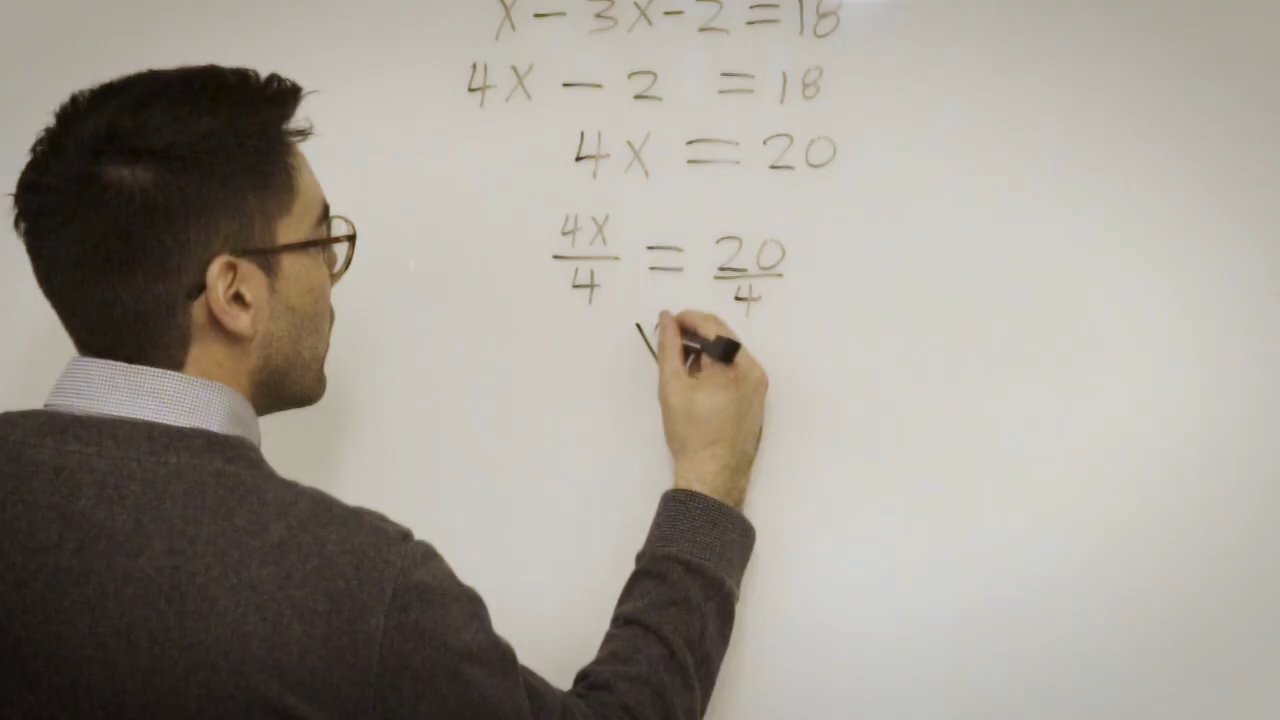 x - 3x - 2 = 18
4x - 2 = 18
4x = 20
4x/4 = 20/4